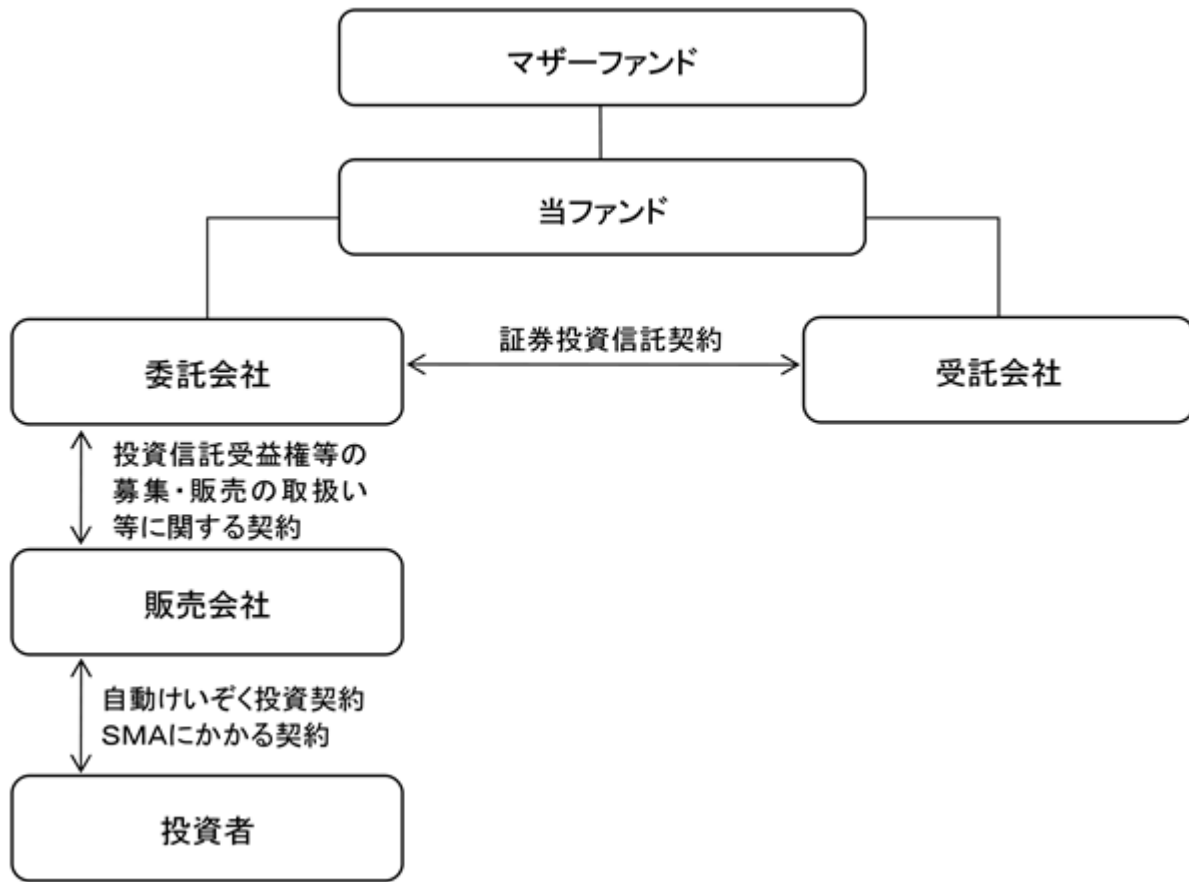 マザーファンド
当ファンド
証券投資信託契約
委託会社
受託会社
投資信託受益権等の
募集・販売の取扱い
等に関する契約
販売会社
自動けいぞく投資契約
SMAにかかる契約
投資者